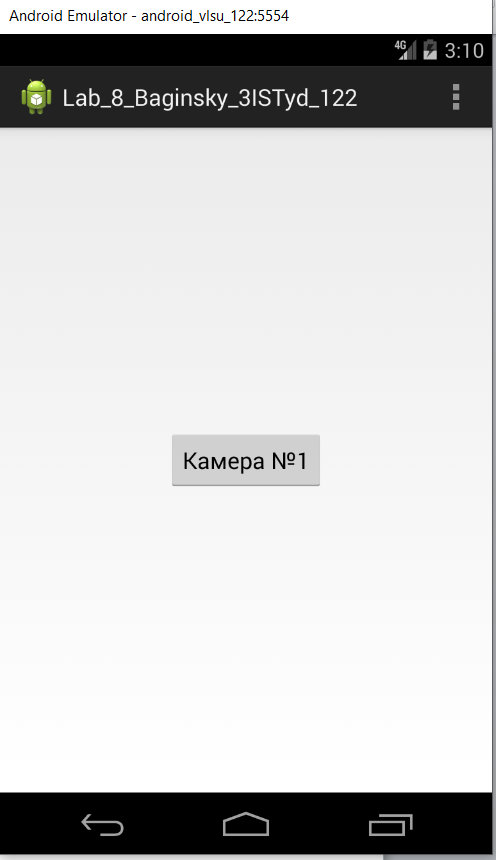 Android Emulator - android_vlsu_122:5554
4G 3:10
Lab_8_Baginsky_3ISTyd_122
Камера №1